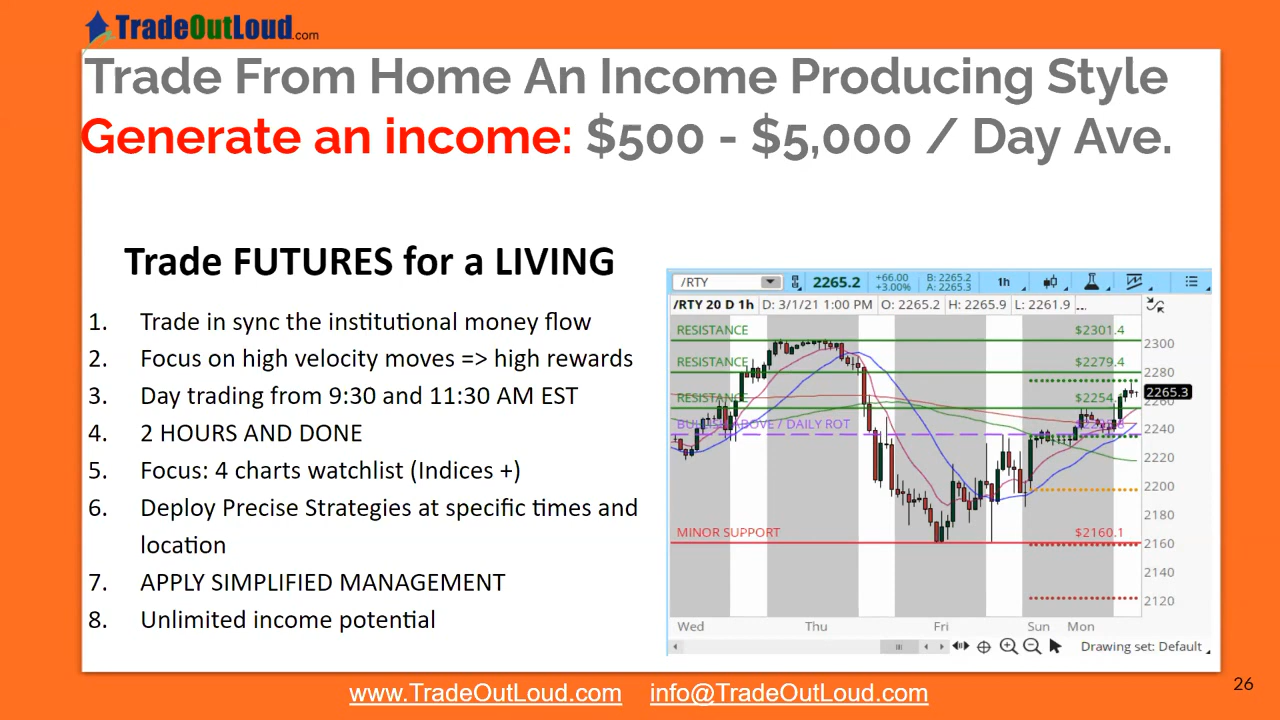 TradeOutLoud.com
Trade From Home An Income Producing Style
Generate an income: $500 - $5,000 / Day Ave.
Trade FUTURES for a LIVING
1. Trade in sync the institutional money flow
2. Focus on high velocity moves => high rewards
3. Day trading from 9:30 and 11:30 AM EST
4. 2 HOURS AND DONE
5. Focus: 4 charts watchlist (Indices +)
6. Deploy Precise Strategies at specific times and
location
7. APPLY SIMPLIFIED MANAGEMENT
8. Unlimited income potential
/RTY 2265.2 +66.00 B: 2265.2 1h
+3.00% A: 2265.3
/RTY 20 D 1h D: 3/1/21 1:00 PM O: 2265.2 H: 2265.9 L: 2261.9 ...
RESISTANCE $2301.4
2300
RESISTANCE $2279.4
2280
2265.3
RESISTANCE $2254.
2260
BULLISH ABOVE / DAILY ROT
2240
2220
2200
2180
MINOR SUPPORT $2160.1
2160
2140
2120
Wed Thu Fri Sun Mon
Drawing set: Default
www.TradeOutLoud.com info@TradeOutLoud.com
26